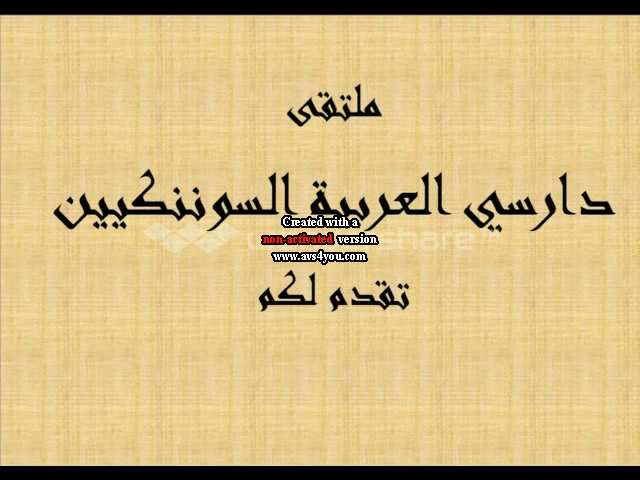 ملتقى
دارسي العربية السوننكيين
Created with a
non-activated version
www.avs4you.com
تقدم لكم